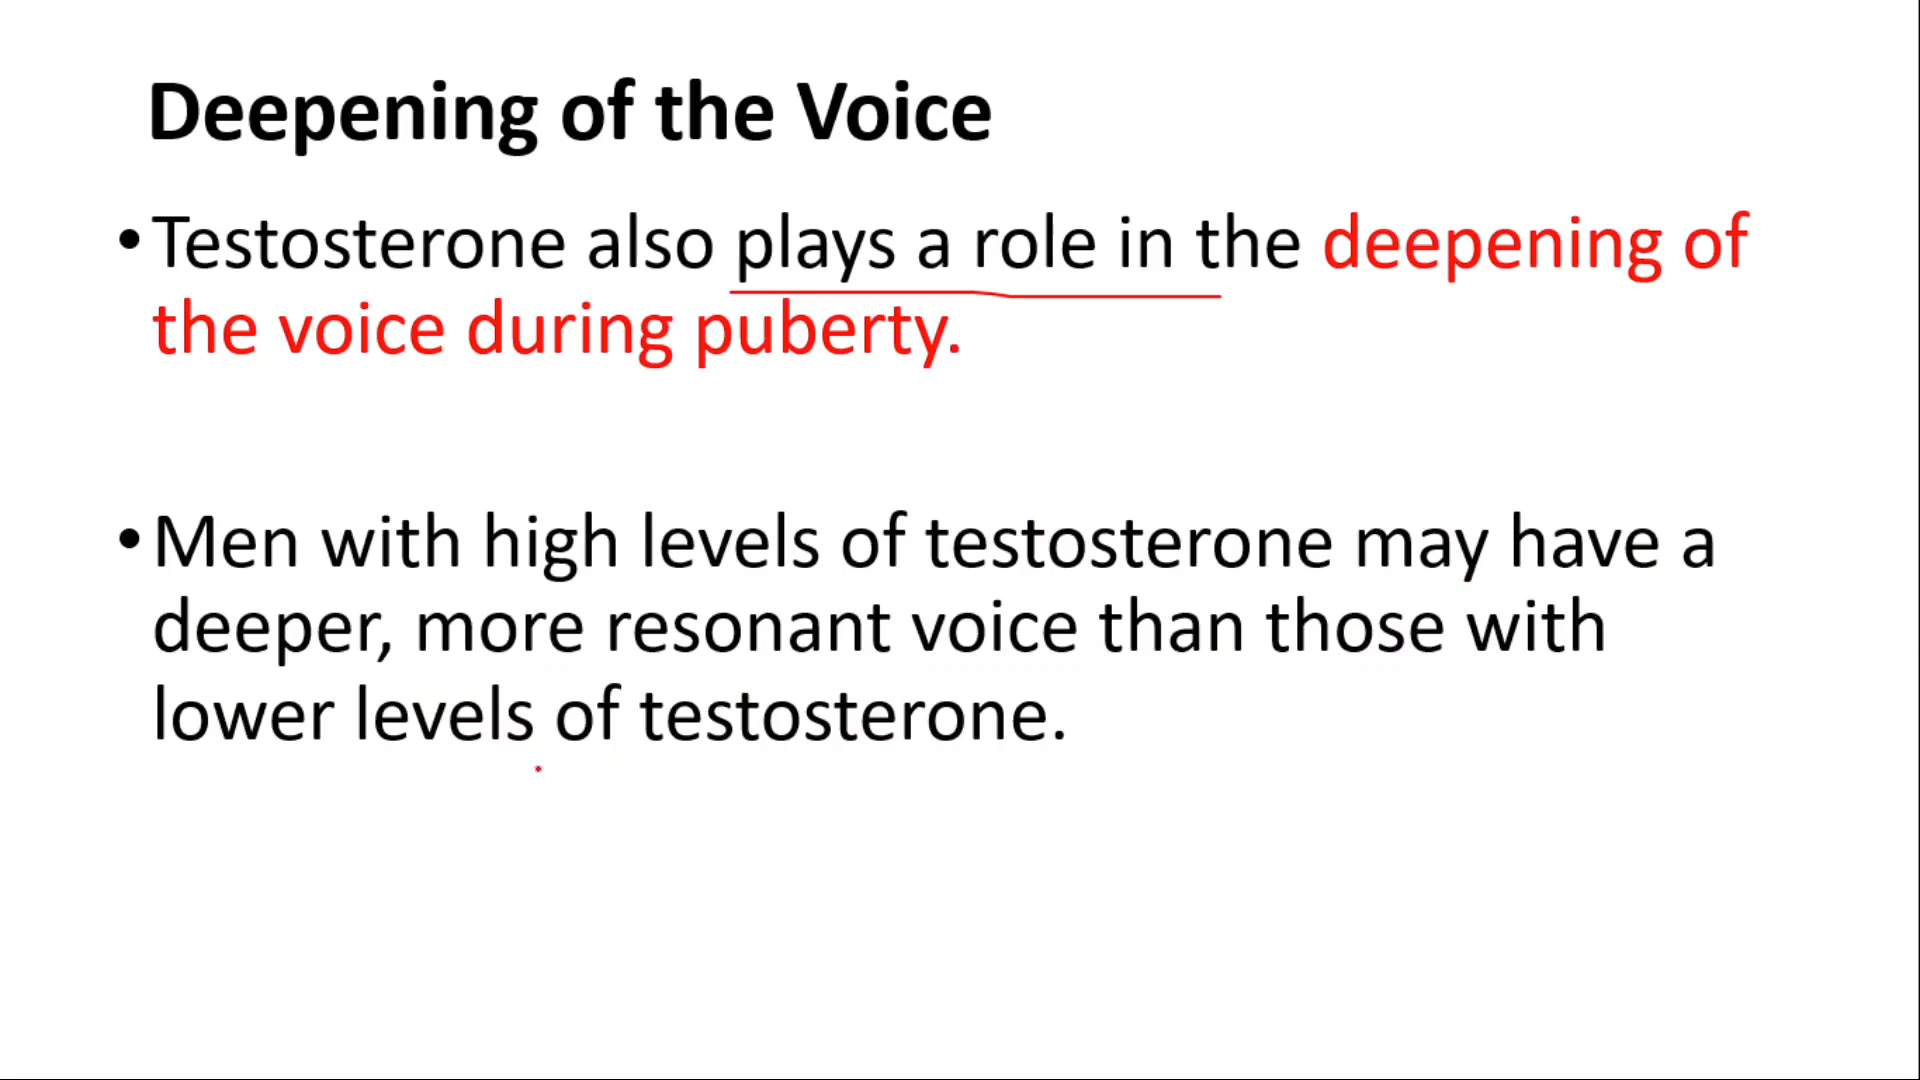 Deepening of the Voice
• Testosterone also plays a role in the deepening of
the voice during puberty.
• Men with high levels of testosterone may have a
deeper, more resonant voice than those with
lower levels of testosterone.